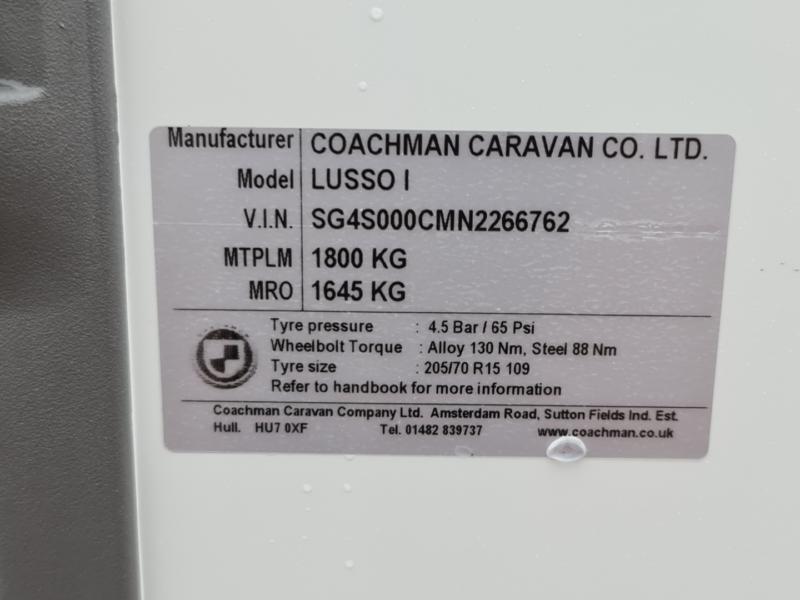 Manufacturer COACHMAN CARAVAN CO. LTD.
Model LUSSO I
V.I.N. SG4S000CMN2266762
MTPLM 1800 KG
MRO 1645 KG
Tyre pressure : 4.5 Bar / 65 Psi
Wheelbolt Torque : Alloy 130 Nm, Steel 88 Nm
Tyre size : 205/70 R15 109
Refer to handbook for more information
Coachman Caravan Company Ltd. Amsterdam Road, Sutton Fields Ind. Est.
Hull. HU7 0XF Tel. 01482 839737 www.coachman.co.uk